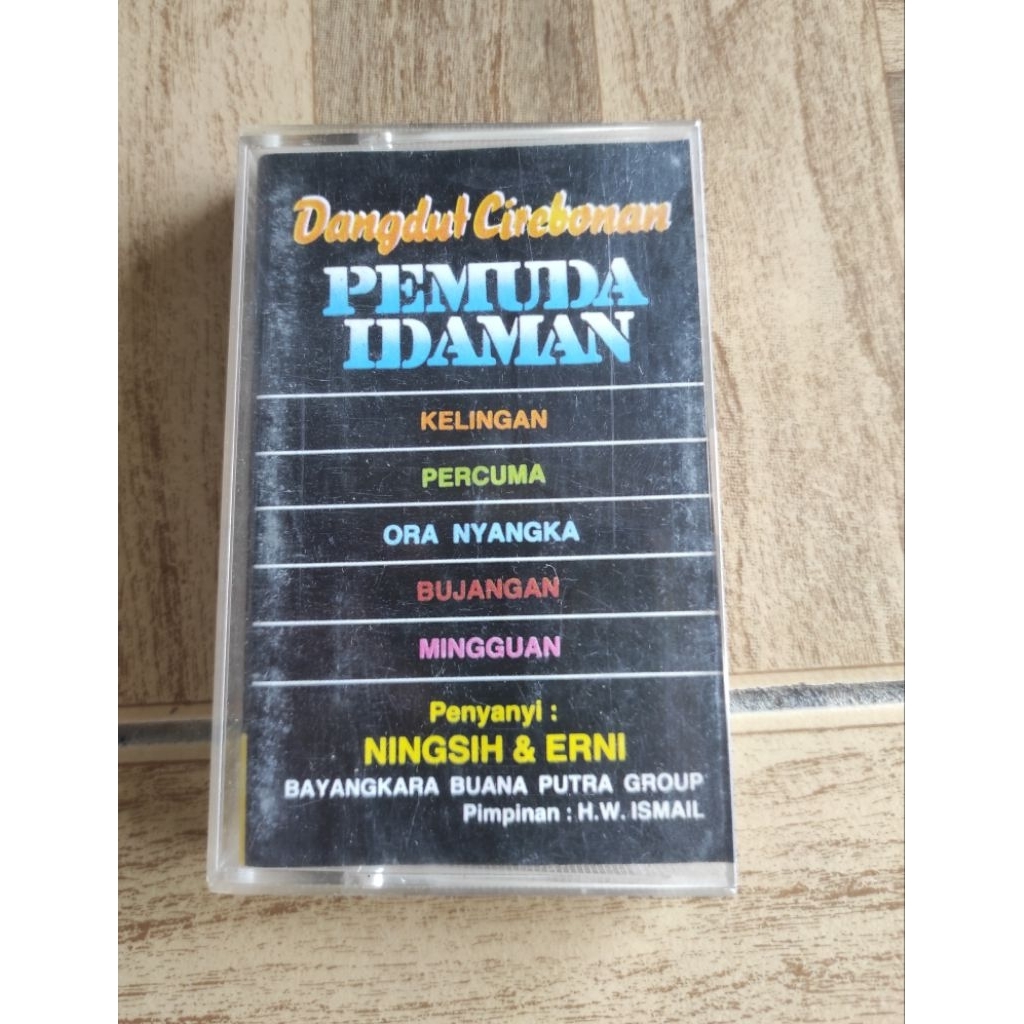 Dangdut Cirebonan
PEMUDA
IDAMAN
KELINGAN
PERCUMA
ORA NYANGKA
BUJANGAN
MINGGUAN
Penyanyi :
NINGSIH & ERNI
BAYANGKARA BUANA PUTRA GROUP
Pimpinan : H.W. ISMAIL